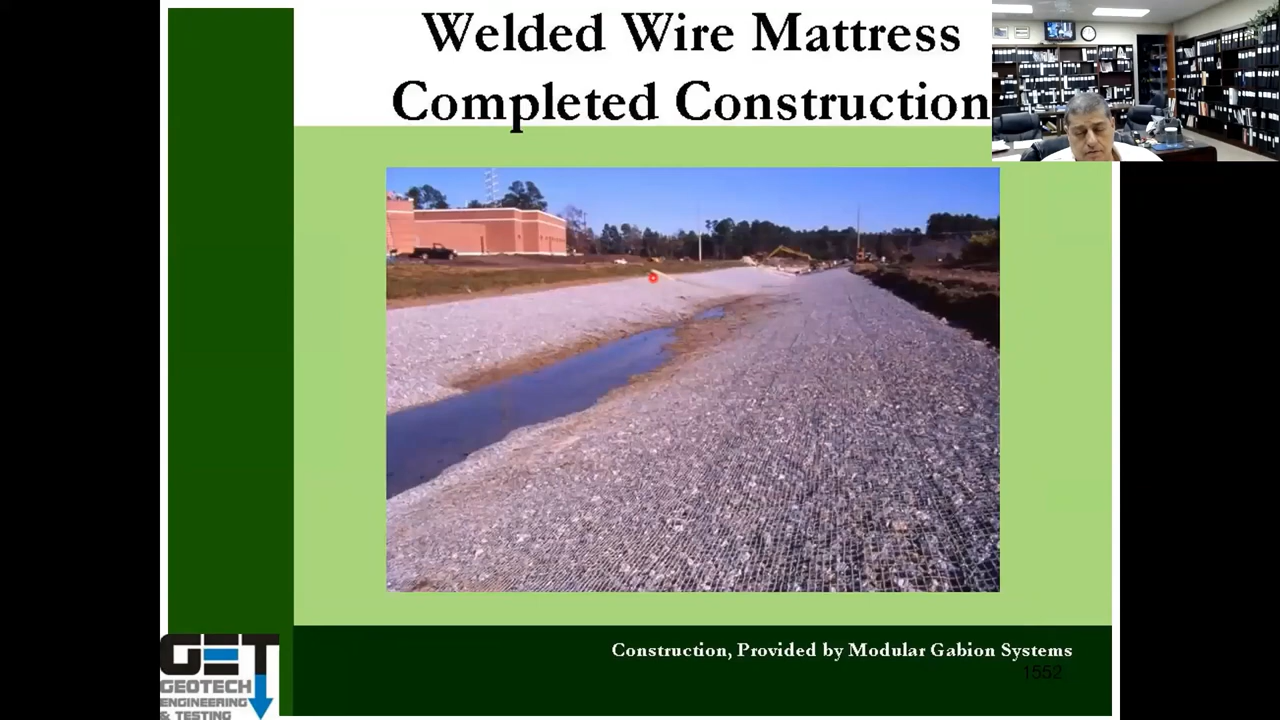 Welded Wire Mattress
Completed Construction
Construction, Provided by Modular Gabion Systems
1552
GET
GEOTECH
ENGINEERING
& TESTING